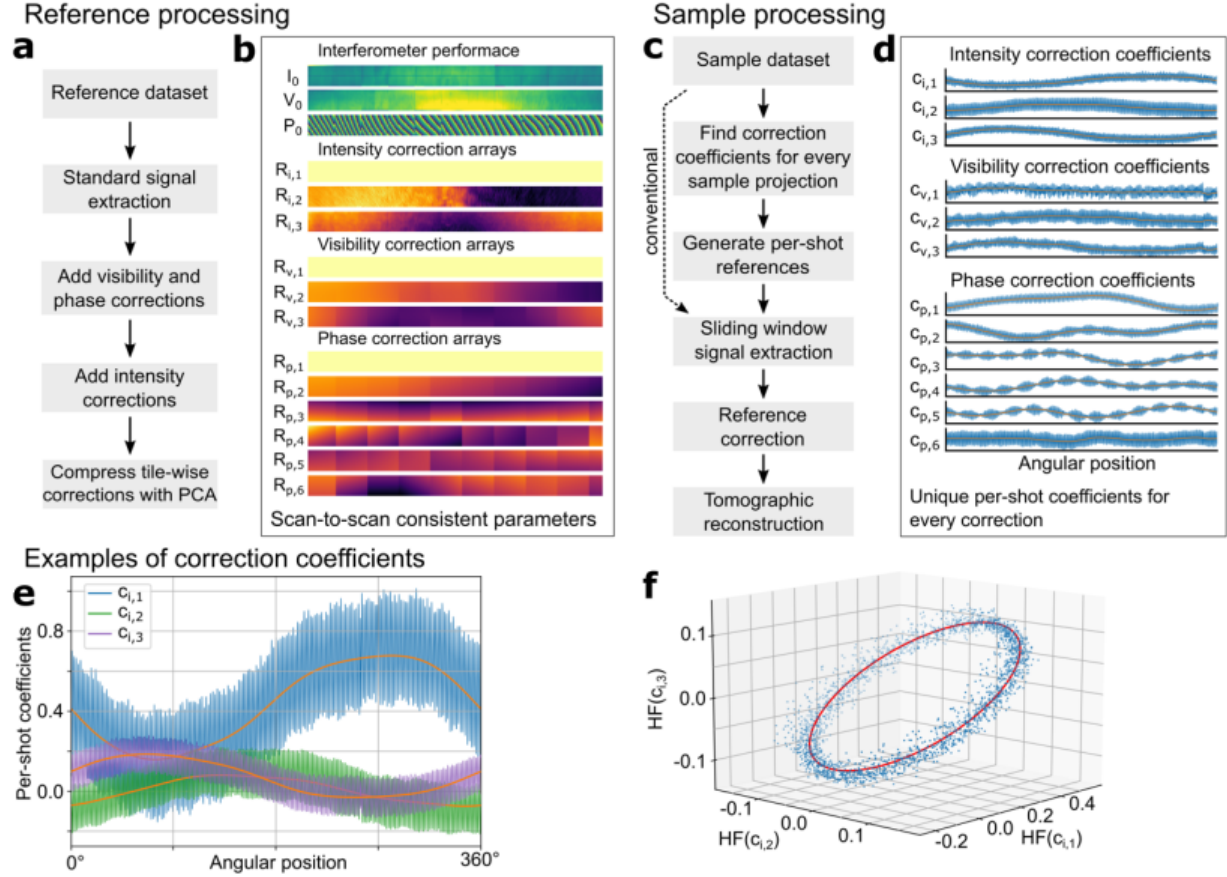 Reference processing
a
Reference dataset
Standard signal
extraction
Add visibility and
phase corrections
Add intensity
corrections
Compress tile-wise
corrections with PCA
b
Interferometer performace
I0
V0
P0
Intensity correction arrays
Ri,1
Ri,2
Ri,3
Visibility correction arrays
Rv,1
Rv,2
Rv,3
Phase correction arrays
Rp,1
Rp,2
Rp,3
Rp,4
Rp,5
Rp,6
Scan-to-scan consistent parameters
Sample processing
c
Sample dataset
conventional
Find correction
coefficients for every
sample projection
Generate per-shot
references
Sliding window
signal extraction
Reference
correction
Tomographic
reconstruction
d
Intensity correction coefficients
ci,1
ci,2
ci,3
Visibility correction coefficients
cv,1
cv,2
cv,3
Phase correction coefficients
cp,1
cp,2
cp,3
cp,4
cp,5
cp,6
Angular position
Unique per-shot coefficients for
every correction
Examples of correction coefficients
e
ci,1
ci,2
ci,3
Per-shot coefficients
0.8
0.4
0.0
0°
Angular position
360°
f
HF(ci,3)
0.1
0.0
-0.1
-0.1
0.0
0.1
HF(ci,2)
-0.2
0.0
0.2
0.4
HF(ci,1)